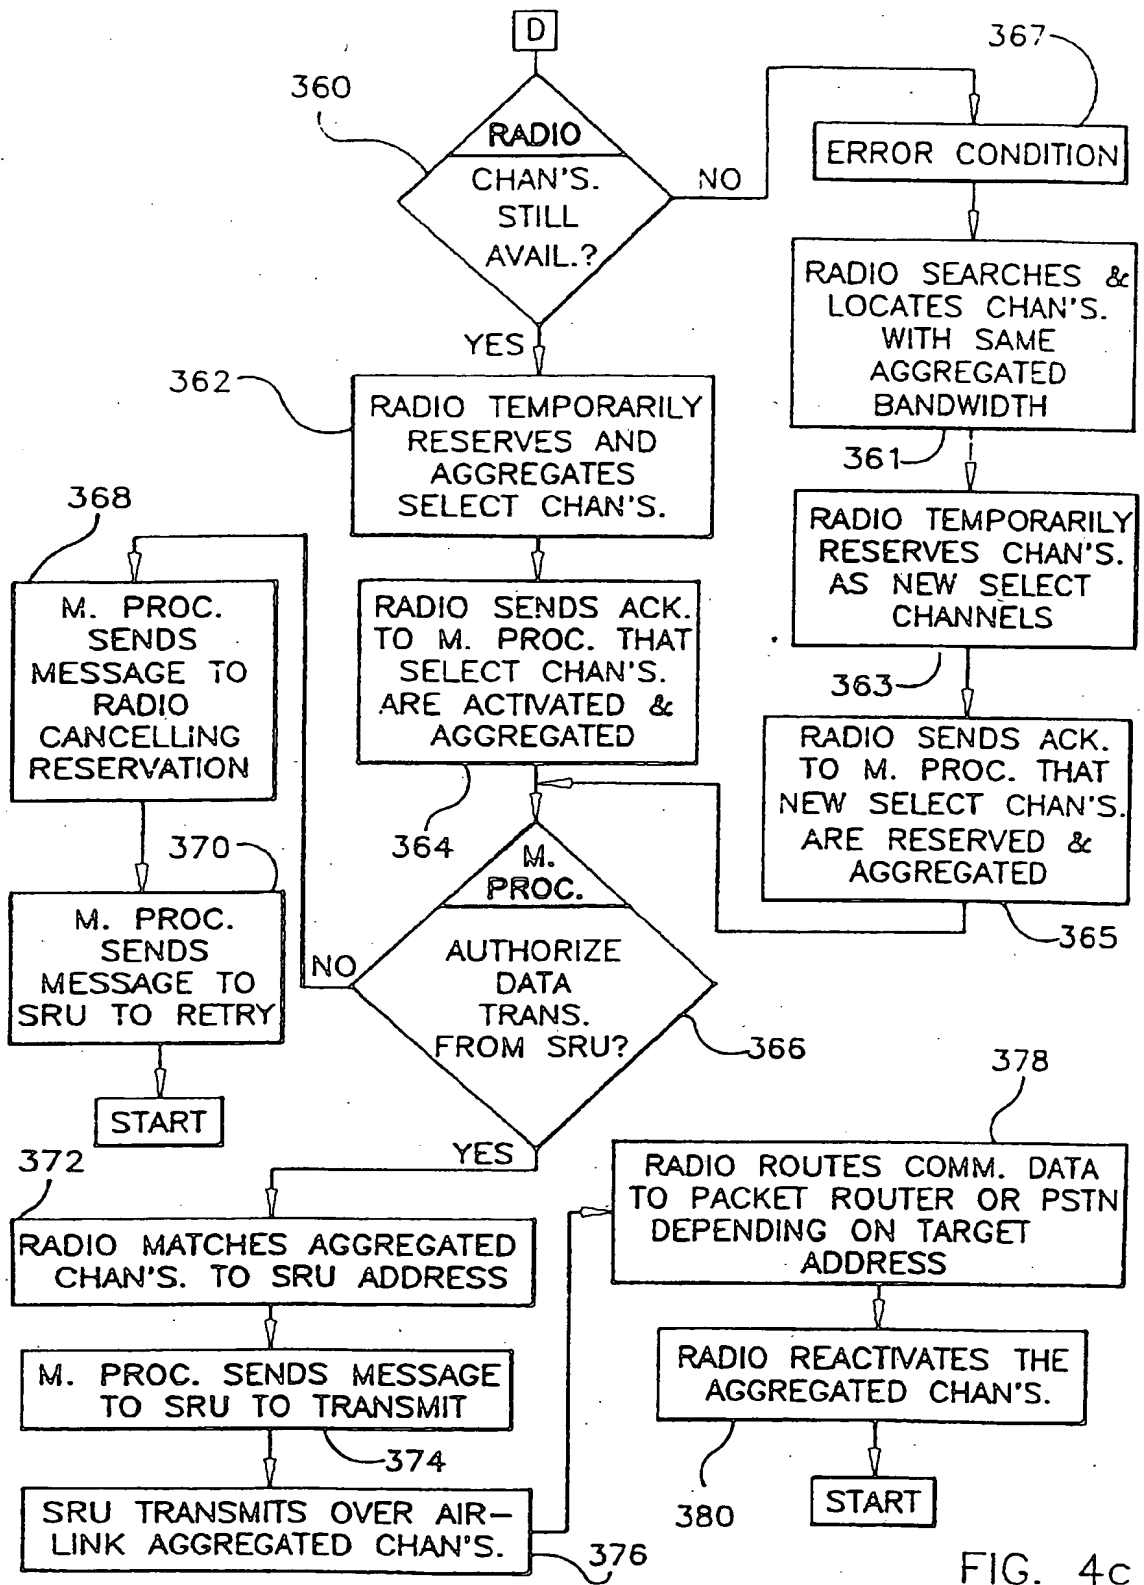 D
360
RADIO
CHAN'S.
STILL
AVAIL.?
NO
367
ERROR CONDITION
RADIO SEARCHES &
LOCATES CHAN'S.
WITH SAME
AGGREGATED
BANDWIDTH
361
RADIO TEMPORARILY
RESERVES CHAN'S.
AS NEW SELECT
CHANNELS
363
RADIO SENDS ACK.
TO M. PROC. THAT
NEW SELECT CHAN'S.
ARE RESERVED &
AGGREGATED
365
YES
362
RADIO TEMPORARILY
RESERVES AND
AGGREGATES
SELECT CHAN'S.
RADIO SENDS ACK.
TO M. PROC. THAT
SELECT CHAN'S.
ARE ACTIVATED &
AGGREGATED
364
M.
PROC.
AUTHORIZE
DATA
TRANS.
FROM SRU?
366
NO
368
M. PROC.
SENDS
MESSAGE TO
RADIO
CANCELLING
RESERVATION
370
M. PROC.
SENDS
MESSAGE TO
SRU TO RETRY
START
YES
372
RADIO MATCHES AGGREGATED
CHAN'S. TO SRU ADDRESS
M. PROC. SENDS MESSAGE
TO SRU TO TRANSMIT
374
SRU TRANSMITS OVER AIR-
LINK AGGREGATED CHAN'S.
376
378
RADIO ROUTES COMM. DATA
TO PACKET ROUTER OR PSTN
DEPENDING ON TARGET
ADDRESS
RADIO REACTIVATES THE
AGGREGATED CHAN'S.
380
START
FIG. 4c